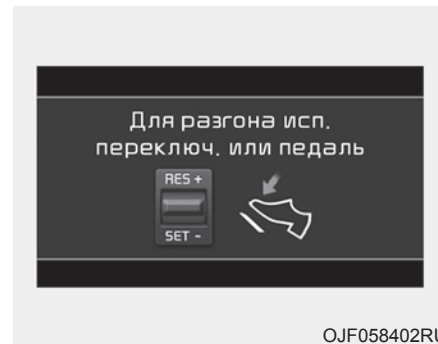 Для разгона исп.
переключ. или педаль
RES +
SET -
OJF058402RU